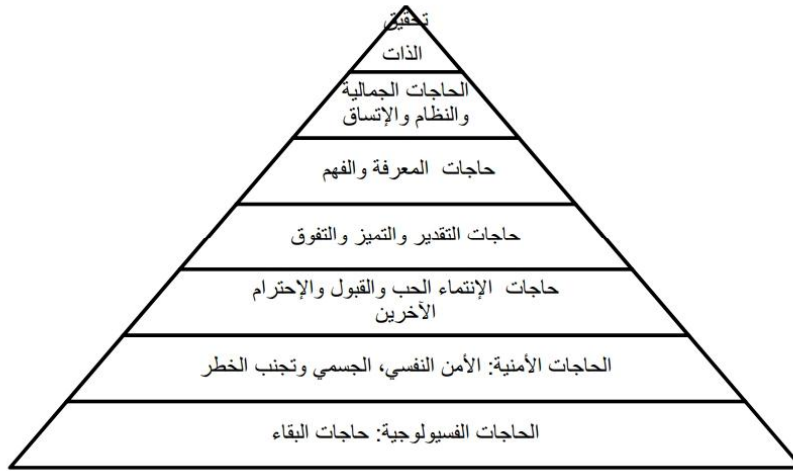 تحقيق
الذات
الحاجات الجمالية
والنظام والإتساق
حاجات المعرفة والفهم
حاجات التقدير والتميز والتفوق
حاجات الإنتماء الحب والقبول والإحترام
الآخرين
الحاجات الأمنية: الأمن النفسي، الجسمي وتجنب الخطر
الحاجات الفسيولوجية: حاجات البقاء